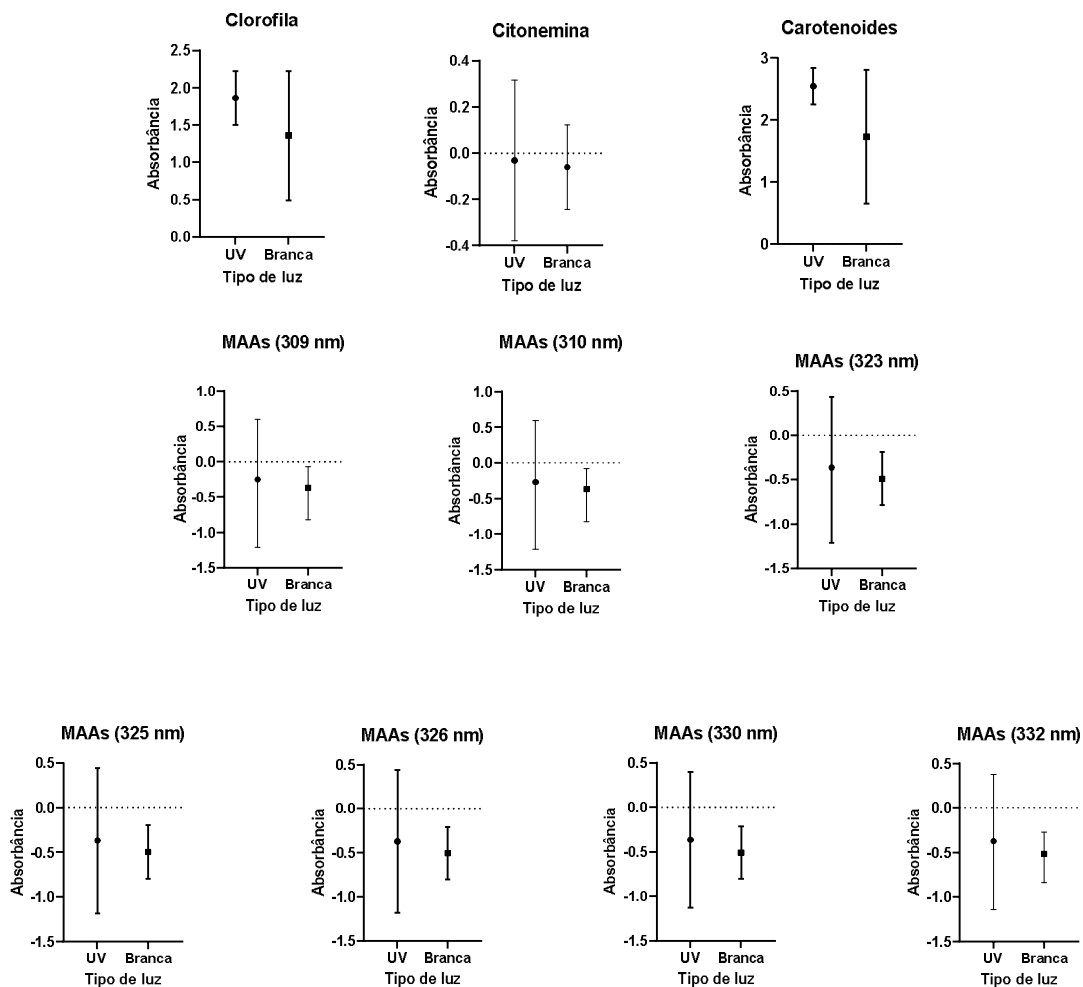 Clorofila
Absorbância
2.5
2.0
1.5
1.0
0.5
0.0
UV Branca
Tipo de luz
Citonemina
Absorbância
0.4
0.2
0.0
-0.2
-0.4
UV Branca
Tipo de luz
Carotenoides
Absorbância
3
2
1
0
UV Branca
Tipo de luz
MAAs (309 nm)
Absorbância
1.0
0.5
0.0
-0.5
-1.0
-1.5
UV Branca
Tipo de luz
MAAs (310 nm)
Absorbância
1.0
0.5
0.0
-0.5
-1.0
-1.5
UV Branca
Tipo de luz
MAAs (323 nm)
Absorbância
0.5
0.0
-0.5
-1.0
-1.5
UV Branca
Tipo de luz
MAAs (325 nm)
Absorbância
0.5
0.0
-0.5
-1.0
-1.5
UV Branca
Tipo de luz
MAAs (326 nm)
Absorbância
0.5
0.0
-0.5
-1.0
-1.5
UV Branca
Tipo de luz
MAAs (330 nm)
Absorbância
0.5
0.0
-0.5
-1.0
-1.5
UV Branca
Tipo de luz
MAAs (332 nm)
Absorbância
0.5
0.0
-0.5
-1.0
-1.5
UV Branca
Tipo de luz